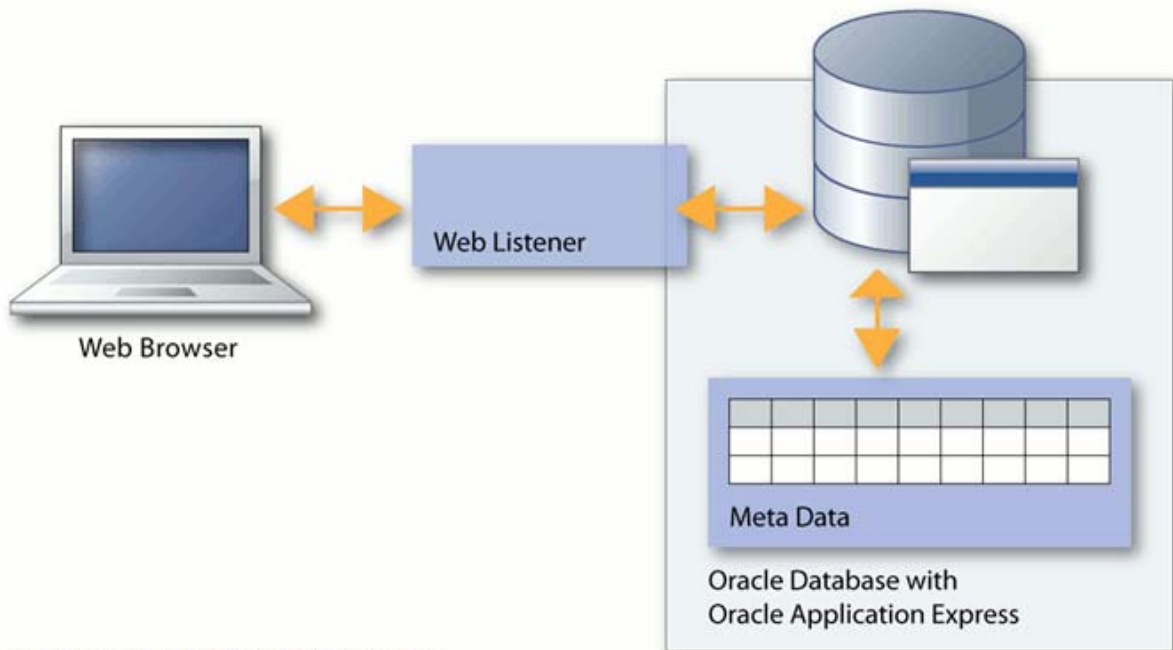 Web Listener
Web Browser
Meta Data
Oracle Database with
Oracle Application Express